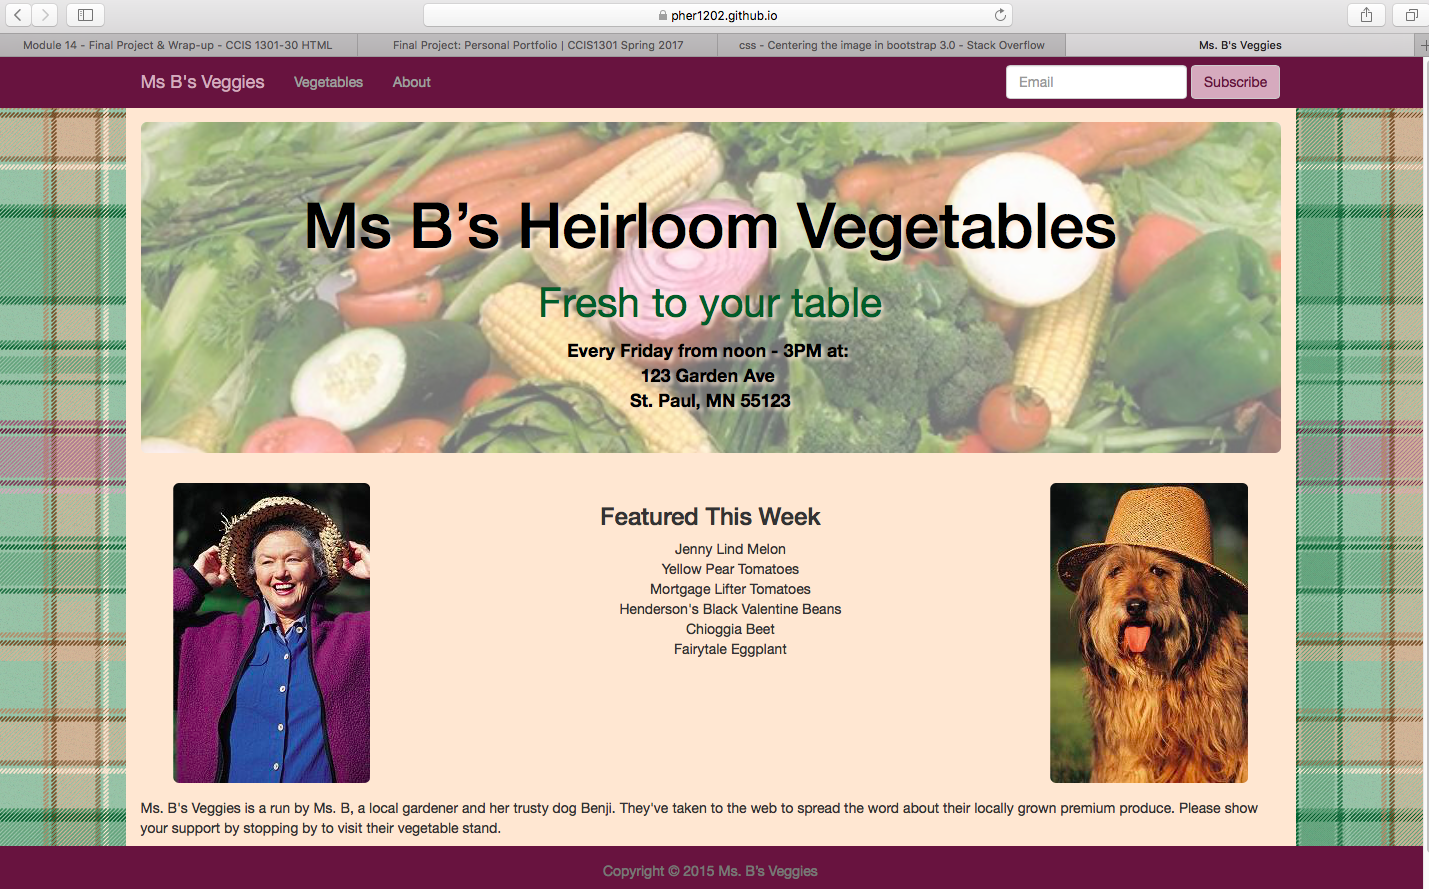 pher1202.github.io
Module 14 - Final Project & Wrap-up - CCIS 1301-30 HTML
Final Project: Personal Portfolio | CCIS1301 Spring 2017
css - Centering the image in bootstrap 3.0 - Stack Overflow
Ms. B's Veggies
Ms B's Veggies
Vegetables
About
Email
Subscribe
Ms B’s Heirloom Vegetables
Fresh to your table
Every Friday from noon - 3PM at:
123 Garden Ave
St. Paul, MN 55123
Featured This Week
Jenny Lind Melon
Yellow Pear Tomatoes
Mortgage Lifter Tomatoes
Henderson's Black Valentine Beans
Chioggia Beet
Fairytale Eggplant
Ms. B's Veggies is a run by Ms. B, a local gardener and her trusty dog Benji. They've taken to the web to spread the word about their locally grown premium produce. Please show
your support by stopping by to visit their vegetable stand.
Copyright © 2015 Ms. B's Veggies